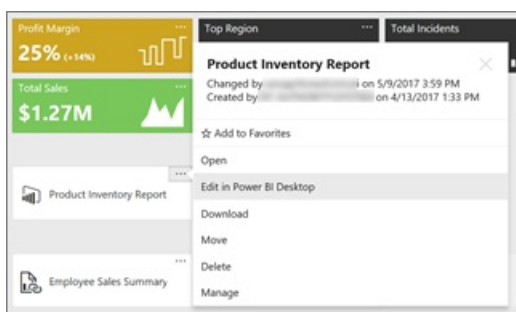 Profit Margin
25% (+14%)
Top Region
Total Incidents
Total Sales
$1.27M
Product Inventory Report
Changed by on 5/9/2017 3:59 PM
Created by on 4/13/2017 1:33 PM
☆ Add to Favorites
Open
Edit in Power BI Desktop
Download
Move
Delete
Manage
Product Inventory Report
Employee Sales Summary